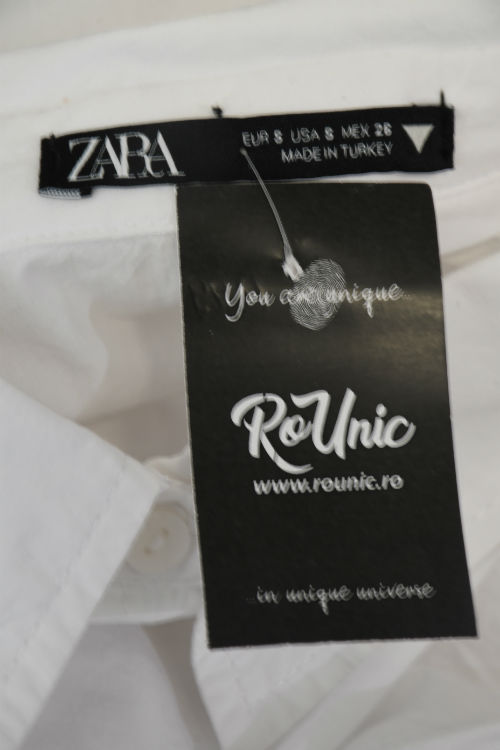 ZARA
EUR S USA S MEX 26
MADE IN TURKEY
You are unique...
RoUnic
www.rounic.ro
...in unique universe